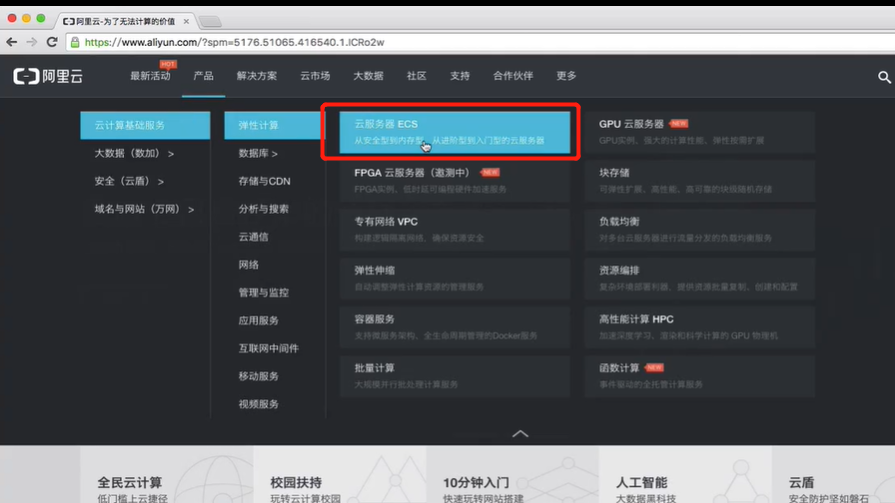 阿里云-为了无法计算的价值
https://www.aliyun.com/?spm=5176.51065.416540.1.ICRo2w
阿里云
最新活动
HOT
产品
解决方案
云市场
大数据
社区
支持
合作伙伴
更多
云计算基础服务
大数据（数加） >
安全（云盾） >
域名与网站（万网） >
弹性计算
数据库 >
存储与CDN
分析与搜索
云通信
网络
管理与监控
应用服务
互联网中间件
移动服务
视频服务
云服务器 ECS
从安全型到内存型，从进阶型到入门型的云服务器
GPU 云服务器 NEW
GPU实例，强大的计算性能，弹性按需扩展
FPGA 云服务器（邀测中） NEW
FPGA实例，低时延可编程硬件加速服务
块存储
可弹性扩展、高性能、高可靠的块级随机存储
专有网络 VPC
构建逻辑隔离网络，确保资源安全
负载均衡
对多台云服务器进行流量分发的负载均衡服务
弹性伸缩
自动调整弹性计算资源的管理服务
资源编排
复杂环境部署利器，提供资源批量复制、创建和配置
容器服务
支持微服务架构、全生命周期管理的Docker服务
高性能计算 HPC
加速深度学习、渲染和科学计算的 GPU 物理机
批量计算
大规模并行批处理计算服务
函数计算 NEW
事件驱动的全托管计算服务
全民云计算
低门槛上云捷径
校园扶持
玩转云计算校园
10分钟入门
快速玩转网站搭建
人工智能
大数据黑科技
云盾
安全防护坚如磐石